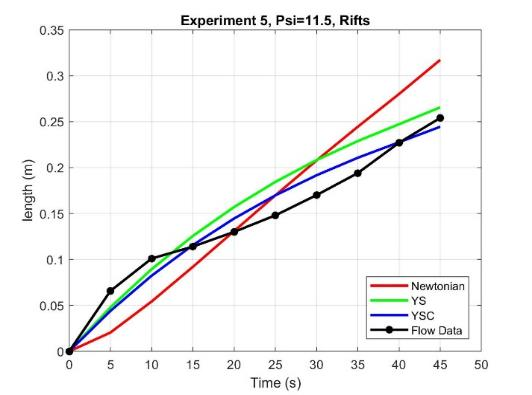 Experiment 5, Psi=11.5, Rifts
0.35
0.3
0.25
0.2
0.15
0.1
0.05
0
length (m)
0 5 10 15 20 25 30 35 40 45 50
Time (s)
Newtonian
YS
YSC
Flow Data